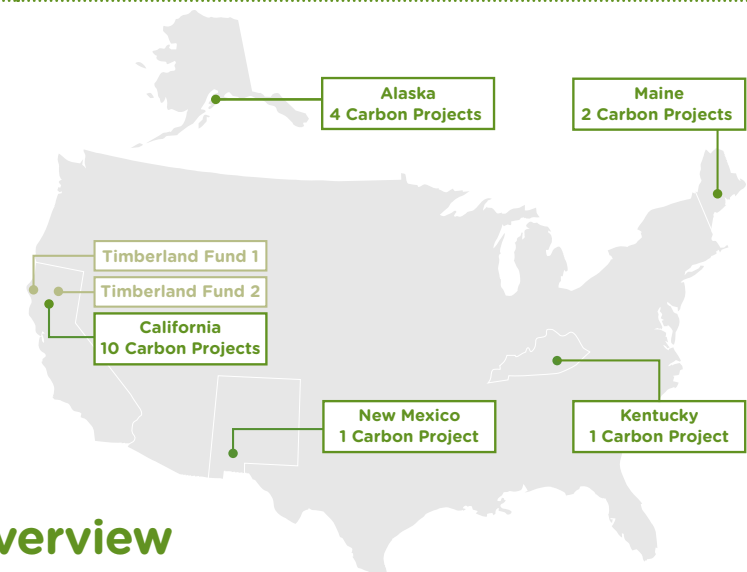 Alaska
4 Carbon Projects
Maine
2 Carbon Projects
Timberland Fund 1
Timberland Fund 2
California
10 Carbon Projects
New Mexico
1 Carbon Project
Kentucky
1 Carbon Project
verview